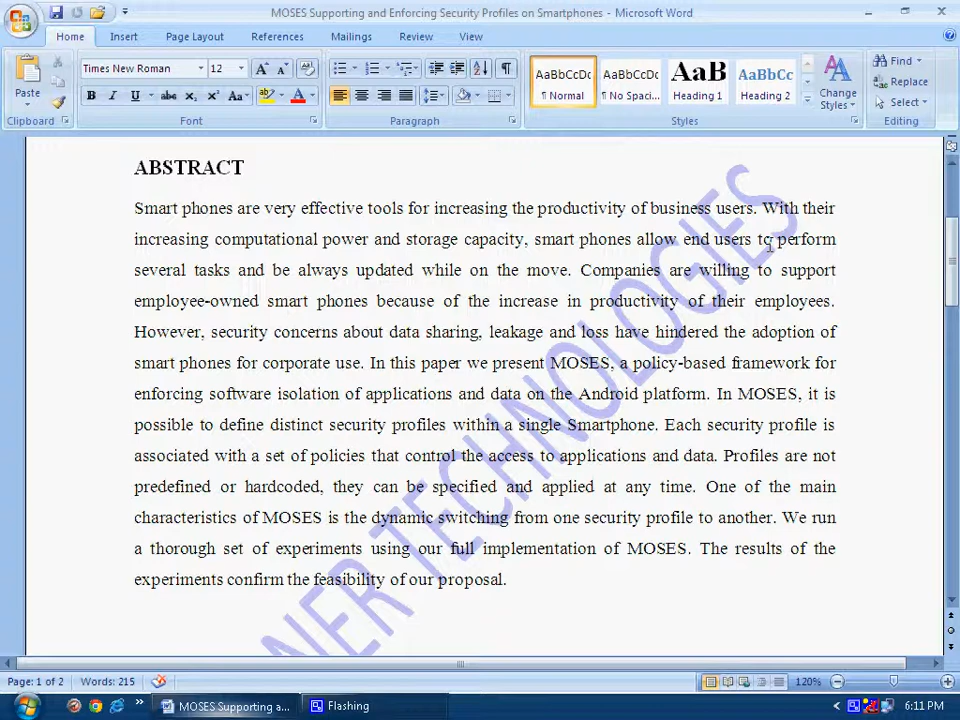 MOSES Supporting and Enforcing Security Profiles on Smartphones - Microsoft Word
Home Insert Page Layout References Mailings Review View
Times New Roman 12 AaBbCcDc AaBbCcDc AaB AaBbCc Find
Paste Replace
B I U abc Aa A ¶ Normal ¶ No Spaci... Heading 1 Heading 2 Change Styles Select
Clipboard Font Paragraph Styles Editing
ABSTRACT
Smart phones are very effective tools for increasing the productivity of business users. With their
increasing computational power and storage capacity, smart phones allow end users to perform
several tasks and be always updated while on the move. Companies are willing to support
employee-owned smart phones because of the increase in productivity of their employees.
However, security concerns about data sharing, leakage and loss have hindered the adoption of
smart phones for corporate use. In this paper we present MOSES, a policy-based framework for
enforcing software isolation of applications and data on the Android platform. In MOSES, it is
possible to define distinct security profiles within a single Smartphone. Each security profile is
associated with a set of policies that control the access to applications and data. Profiles are not
predefined or hardcoded, they can be specified and applied at any time. One of the main
characteristics of MOSES is the dynamic switching from one security profile to another. We run
a thorough set of experiments using our full implementation of MOSES. The results of the
experiments confirm the feasibility of our proposal.
NER TECHNOLOGIES
Page: 1 of 2 Words: 215 120%
MOSES Supporting a... Flashing 6:11 PM